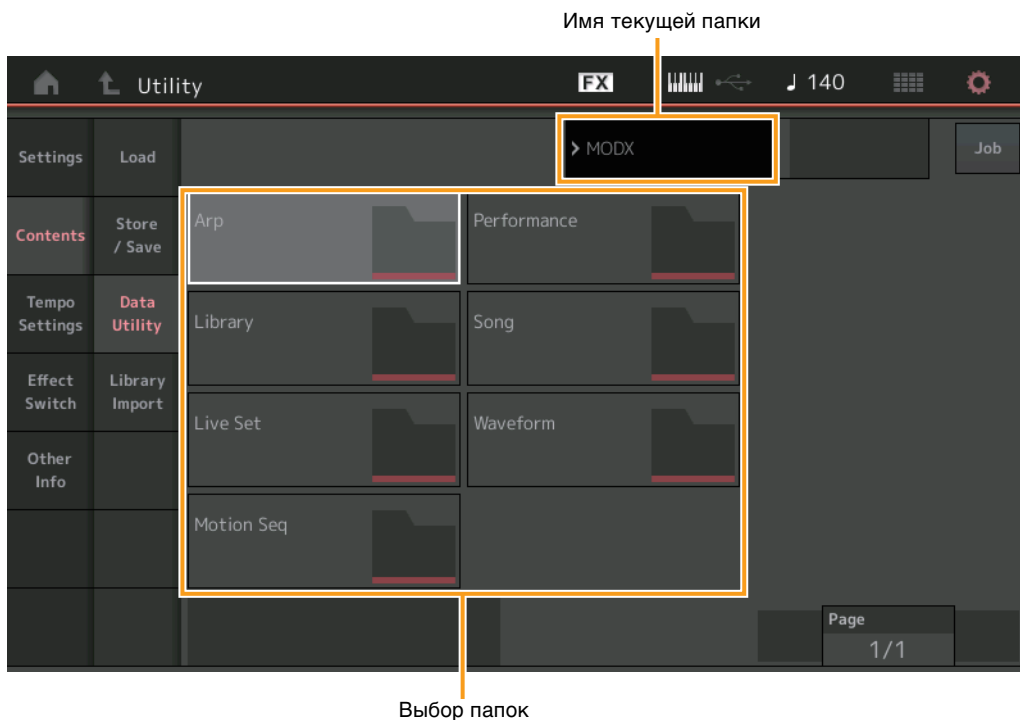 Имя текущей папки
Utility
FX
140
Settings
Load
MODX
Job
Contents
Store
/ Save
Arp
Performance
Tempo
Settings
Data
Utility
Library
Song
Effect
Switch
Library
Import
Live Set
Waveform
Other
Info
Motion Seq
Page
1/1
Выбор папок